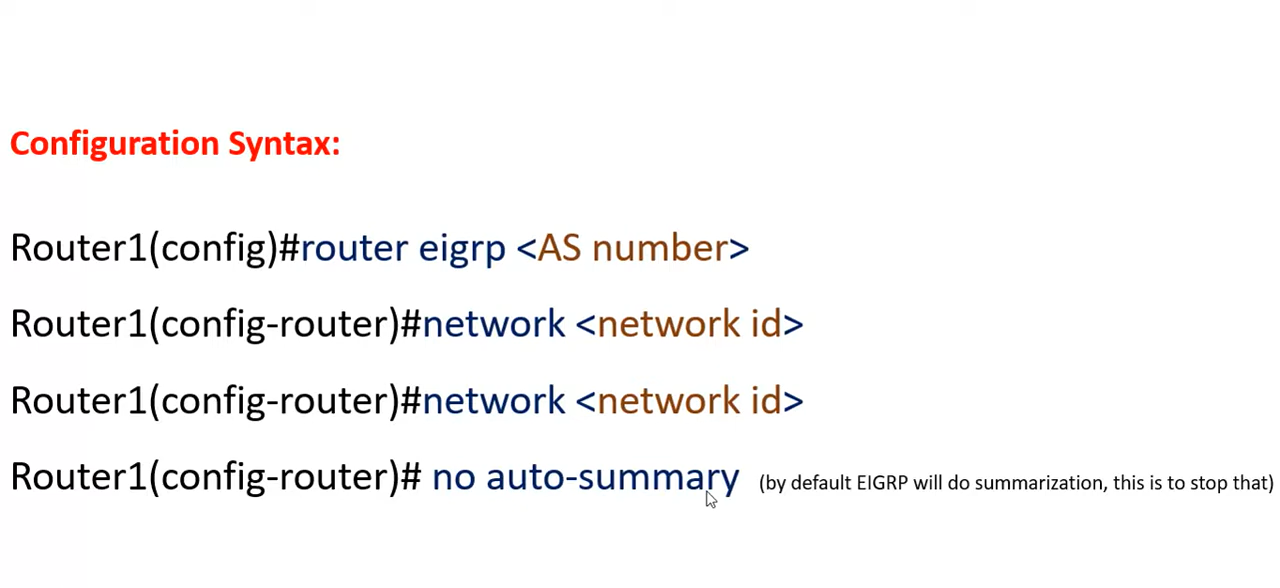 Configuration Syntax:
Router1(config)#router eigrp <AS number>
Router1(config-router)#network <network id>
Router1(config-router)#network <network id>
Router1(config-router)# no auto-summary (by default EIGRP will do summarization, this is to stop that)